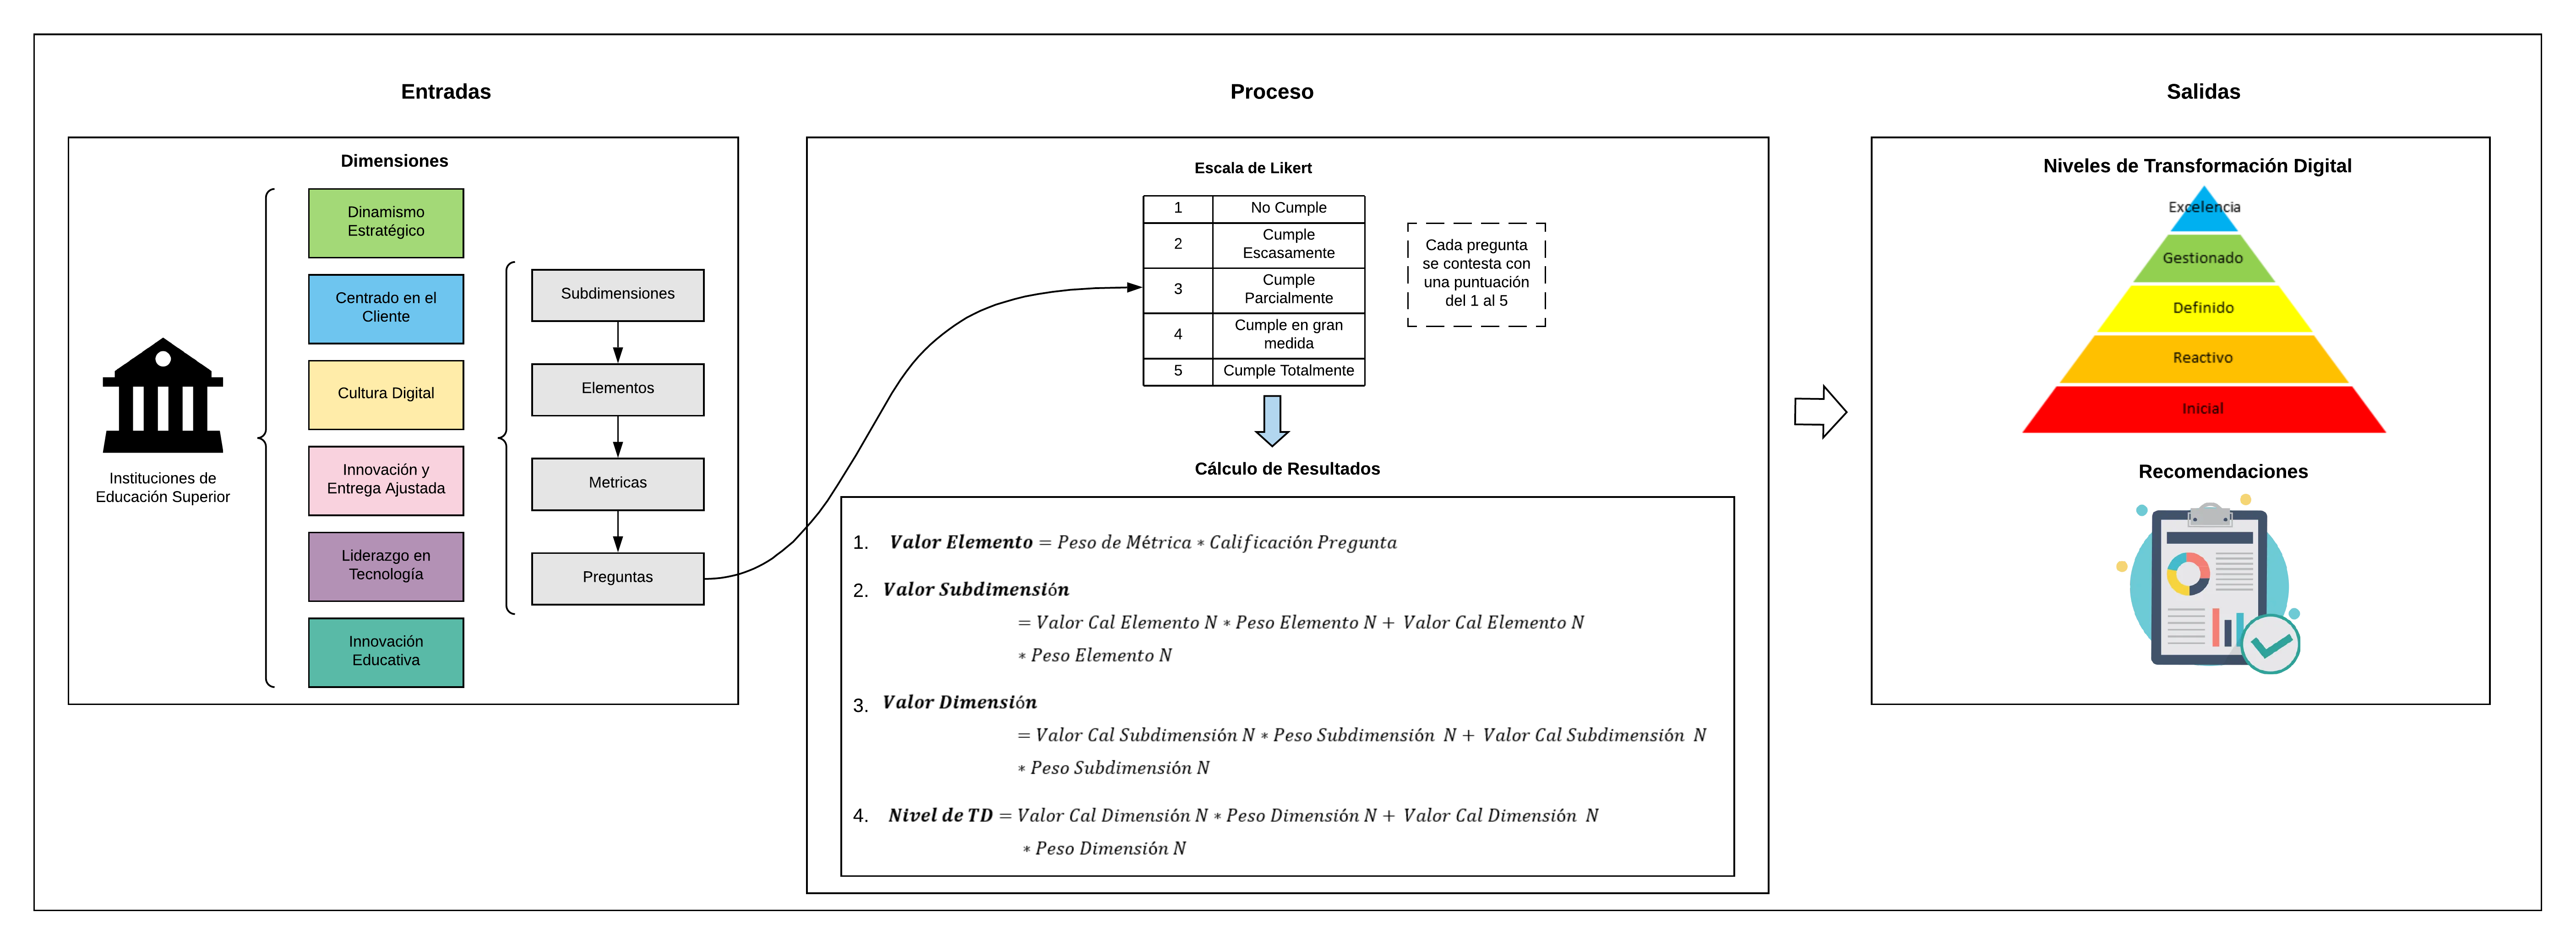 Entradas
Proceso
Salidas
Dimensiones
Dinamismo
Estratégico
Centrado en el
Cliente
Cultura Digital
Innovación y
Entrega Ajustada
Liderazgo en
Tecnología
Innovación
Educativa
Instituciones de
Educación Superior
Subdimensiones
Elementos
Metricas
Preguntas
Escala de Likert
1 No Cumple
2 Cumple
Escasamente
3 Cumple
Parcialmente
4 Cumple en gran
medida
5 Cumple Totalmente
Cada pregunta
se contesta con
una puntuación
del 1 al 5
Cálculo de Resultados
1. Valor Elemento = Peso de Métrica * Calificación Pregunta
2. Valor Subdimensión
= Valor Cal Elemento N * Peso Elemento N + Valor Cal Elemento N
* Peso Elemento N
3. Valor Dimensión
= Valor Cal Subdimensión N * Peso Subdimensión N + Valor Cal Subdimensión N
* Peso Subdimensión N
4. Nivel de TD = Valor Cal Dimensión N * Peso Dimensión N + Valor Cal Dimensión N
* Peso Dimensión N
Niveles de Transformación Digital
Excelencia
Gestionado
Definido
Reactivo
Inicial
Recomendaciones